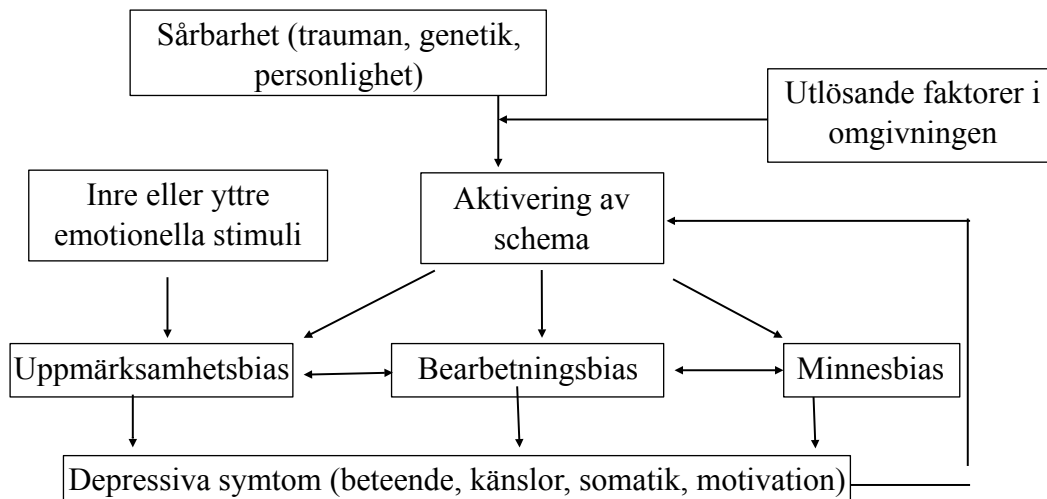 Sårbarhet (trauman, genetik,
personlighet)
Utlösande faktorer i
omgivningen
Inre eller yttre
emotionella stimuli
Aktivering av
schema
Uppmärksamhetsbias
Bearbetningsbias
Minnesbias
Depressiva symtom (beteende, känslor, somatik, motivation)